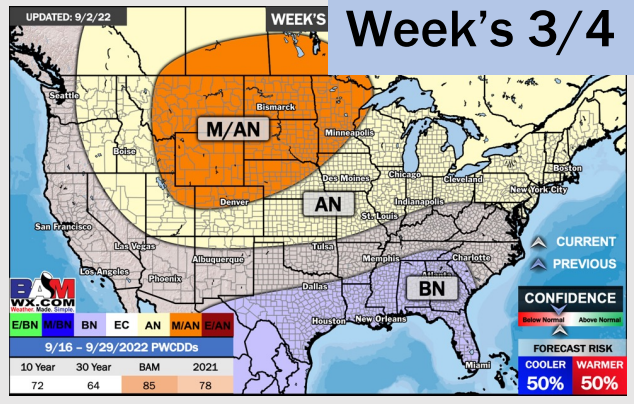 UPDATED: 9/2/22
WEEK'S
Week's 3/4
Seattle
Bismarck
M/AN
Minneapolis
Boise
Des Moines
Chicago
Cleveland
Boston
New York City
Denver
AN
Indianapolis
St. Louis
San Francisco
Las Vegas
Albuquerque
Tulsa
Memphis
Charlotte
Los Angeles
Phoenix
Dallas
Atlanta
BN
Houston
New Orleans
Miami
CURRENT
PREVIOUS
BAM
WX.COM
Weather. Made. Simple.
E/BN M/BN BN EC AN M/AN E/AN
9/16 – 9/29/2022 PWCDDs
10 Year 30 Year BAM 2021
72 64 85 78
CONFIDENCE
Below Normal Above Normal
FORECAST RISK
COOLER WARMER
50% 50%